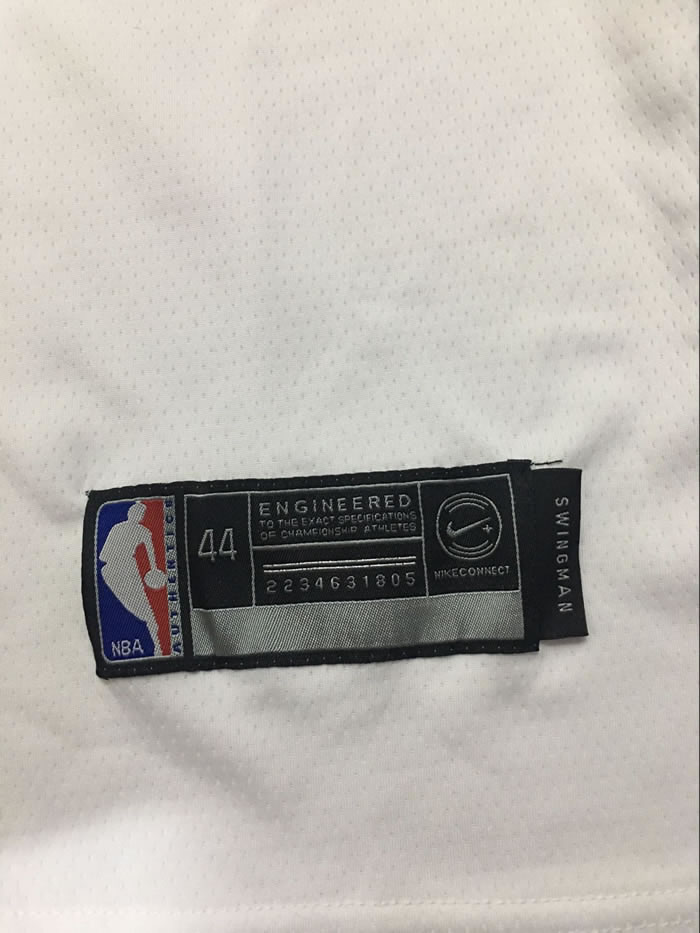 NBA
AUTHENTICS
44
ENGINEERED
TO THE EXACT SPECIFICATIONS
OF CHAMPIONSHIP ATHLETES
2234631805
NIKECONNECT
SWINGMAN